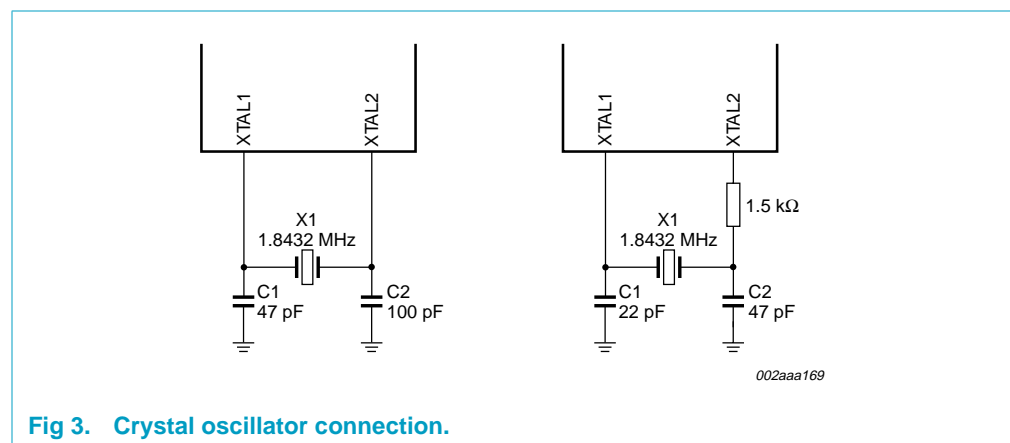 XTAL1
XTAL2
X1
1.8432 MHz
C1
47 pF
C2
100 pF
XTAL1
XTAL2
1.5 kΩ
X1
1.8432 MHz
C1
22 pF
C2
47 pF
002aaa169
Fig 3. Crystal oscillator connection.